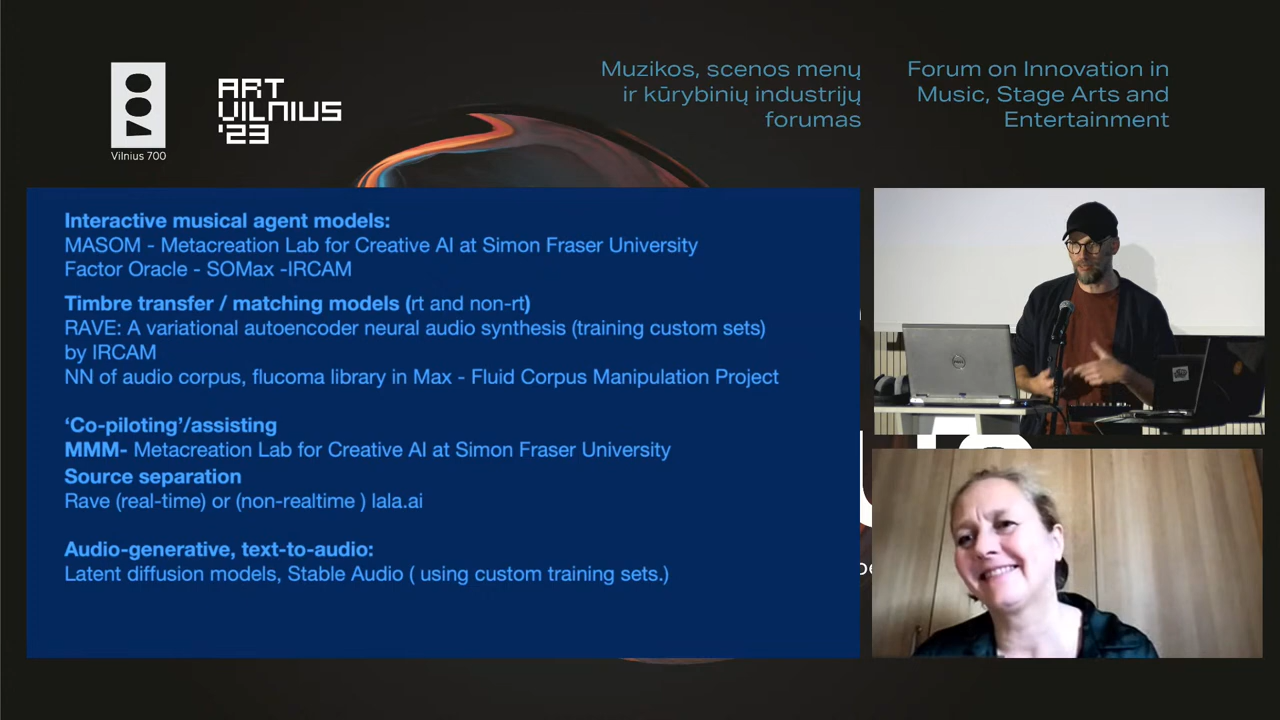 Vilnius 700
ART
VILNIUS
'23
Muzikos, scenos menų
ir kūrybinių industrijų
forumas
Forum on Innovation in
Music, Stage Arts and
Entertainment
Interactive musical agent models:
MASOM - Metacreation Lab for Creative AI at Simon Fraser University
Factor Oracle - SOMax -IRCAM
Timbre transfer / matching models (rt and non-rt)
RAVE: A variational autoencoder neural audio synthesis (training custom sets)
by IRCAM
NN of audio corpus, flucoma library in Max - Fluid Corpus Manipulation Project
‘Co-piloting’/assisting
MMM- Metacreation Lab for Creative AI at Simon Fraser University
Source separation
Rave (real-time) or (non-realtime ) lala.ai
Audio-generative, text-to-audio:
Latent diffusion models, Stable Audio ( using custom training sets.)
DELL